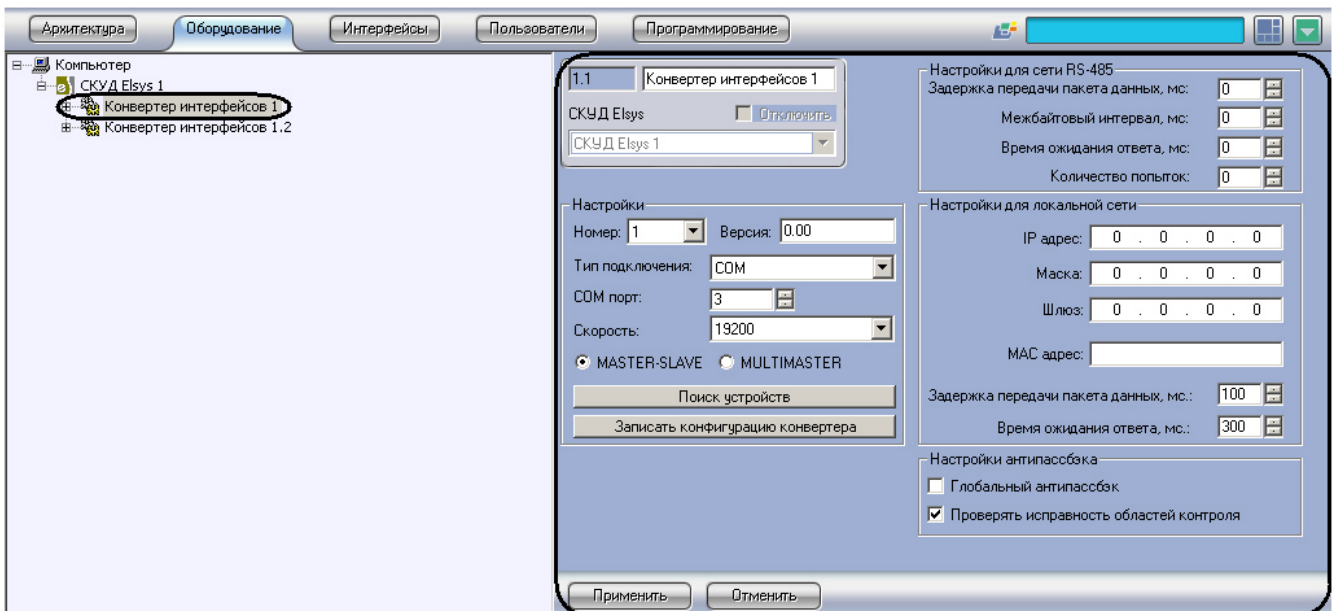 Архитектура Оборудование Интерфейсы Пользователи Программирование
Компьютер
СКУД Elsys 1
Конвертер интерфейсов 1
Конвертер интерфейсов 1.2
1.1 Конвертер интерфейсов 1
СКУД Elsys Отключить
СКУД Elsys 1
Настройки
Номер: 1 Версия: 0.00
Тип подключения: COM
COM порт: 3
Скорость: 19200
MASTER-SLAVE MULTIMASTER
Поиск устройств
Записать конфигурацию конвертера
Настройки для сети RS-485
Задержка передачи пакета данных, мс: 0
Межбайтовый интервал, мс: 0
Время ожидания ответа, мс: 0
Количество попыток: 0
Настройки для локальной сети
IP адрес: 0 . 0 . 0 . 0
Маска: 0 . 0 . 0 . 0
Шлюз: 0 . 0 . 0 . 0
MAC адрес:
Задержка передачи пакета данных, мс.: 100
Время ожидания ответа, мс.: 300
Настройки антипассбэка
Глобальный антипассбэк
Проверять исправность областей контроля
Применить Отменить